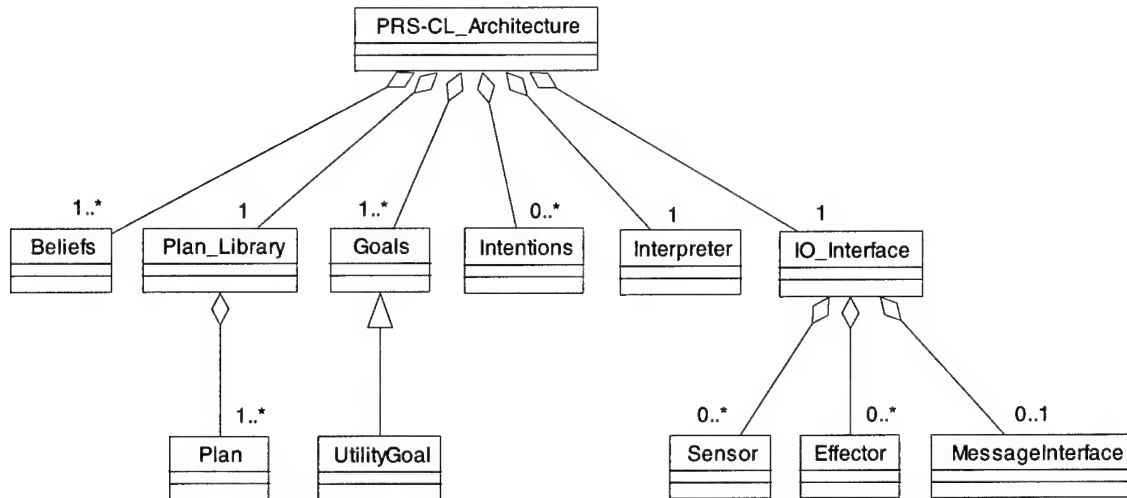 PRS-CL_Architecture
1..* 1 1..* 0..* 1 1
Beliefs Plan_Library Goals Intentions Interpreter IO_Interface
1..* 0..* 0..* 0..1
Plan UtilityGoal Sensor Effector MessageInterface